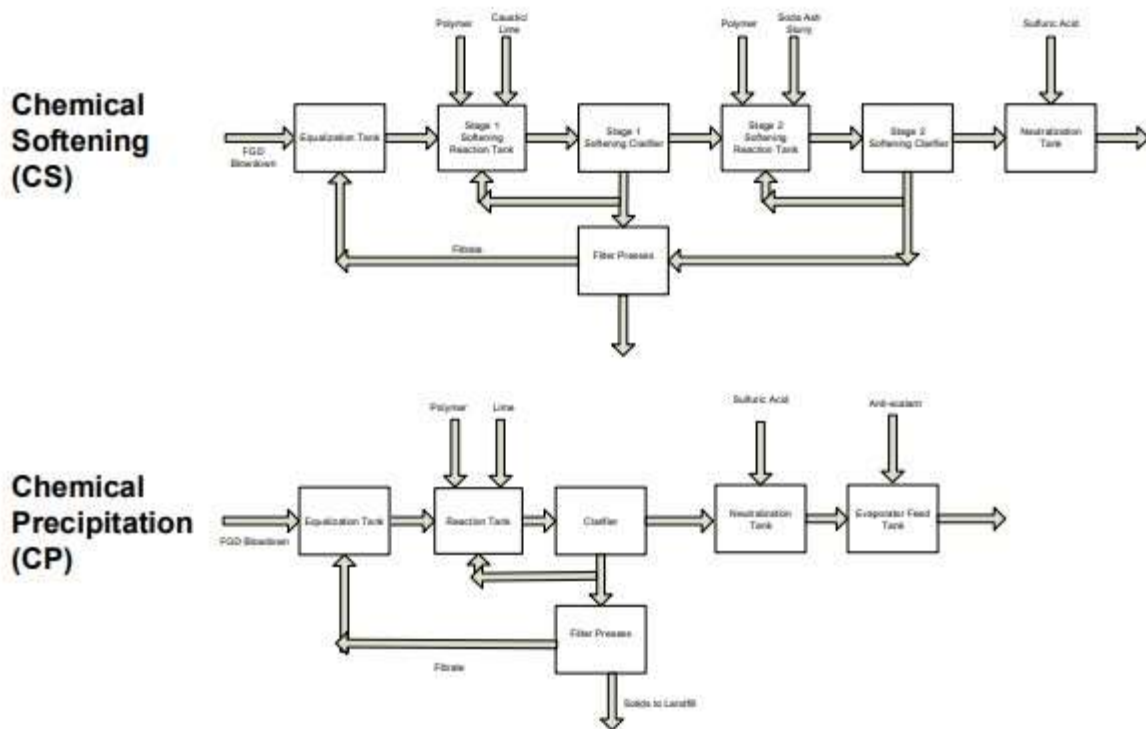 Chemical
Softening
(CS)
Polymer
Caustic/
Lime
Polymer
Soda Ash
Slurry
Sulfuric Acid
FGD
Blowdown
Equalization Tank
Stage 1
Softening
Reaction Tank
Stage 1
Softening Clarifier
Stage 2
Softening
Reaction Tank
Stage 2
Softening Clarifier
Neutralization
Tank
Filtrate
Filter Presses
Chemical
Precipitation
(CP)
Polymer
Lime
Sulfuric Acid
Anti-scalant
FGD Blowdown
Equalization Tank
Reaction Tank
Clarifier
Neutralization
Tank
Evaporator Feed
Tank
Filter Presses
Filtrate
Solids to Landfill